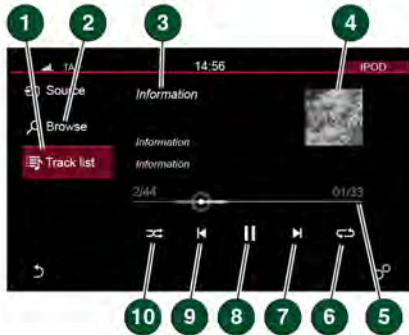 1 2 3 4
TA 14:56 IPOD
Source Information
Browse
Information
Track list Information
2/44 01/33
10 9 8 7 6 5